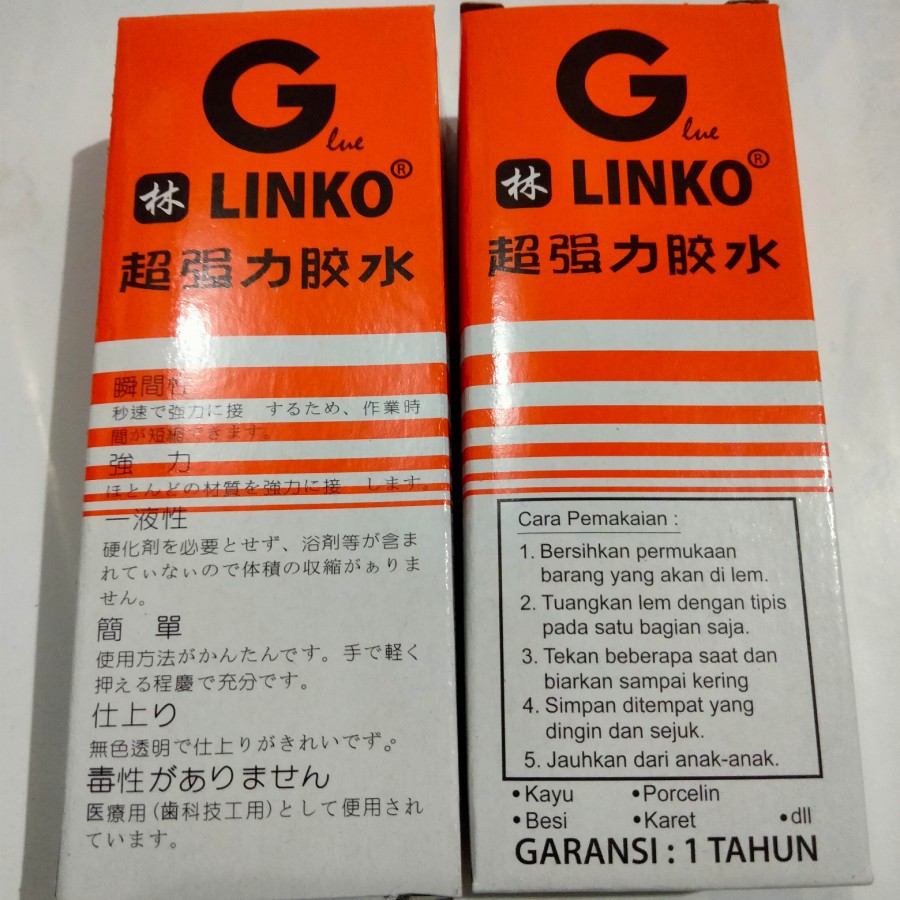 Glue
林 LINKO®
超强力胶水
瞬間性
秒速で強力に接 するため、作業時
間が短縮できます。
強 力
ほとんどの材質を強力に接 します。
一液性
硬化剤を必要とせず、浴剤等が含ま
れてぃないので体積の収縮がぁりま
せん。
簡 單
使用方法がかんたんです。手で軽く
押える程慶で充分です。
仕上り
無色透明で仕上りがきれいでず。
毒性がありません
医療用(歯科技工用)として使用され
ています。
Glue
林 LINKO®
超强力胶水
Cara Pemakaian :
1. Bersihkan permukaan
barang yang akan di lem.
2. Tuangkan lem dengan tipis
pada satu bagian saja.
3. Tekan beberapa saat dan
biarkan sampai kering
4. Simpan ditempat yang
dingin dan sejuk.
5. Jauhkan dari anak-anak.
•Kayu •Porcelin
•Besi •Karet •dll
GARANSI : 1 TAHUN